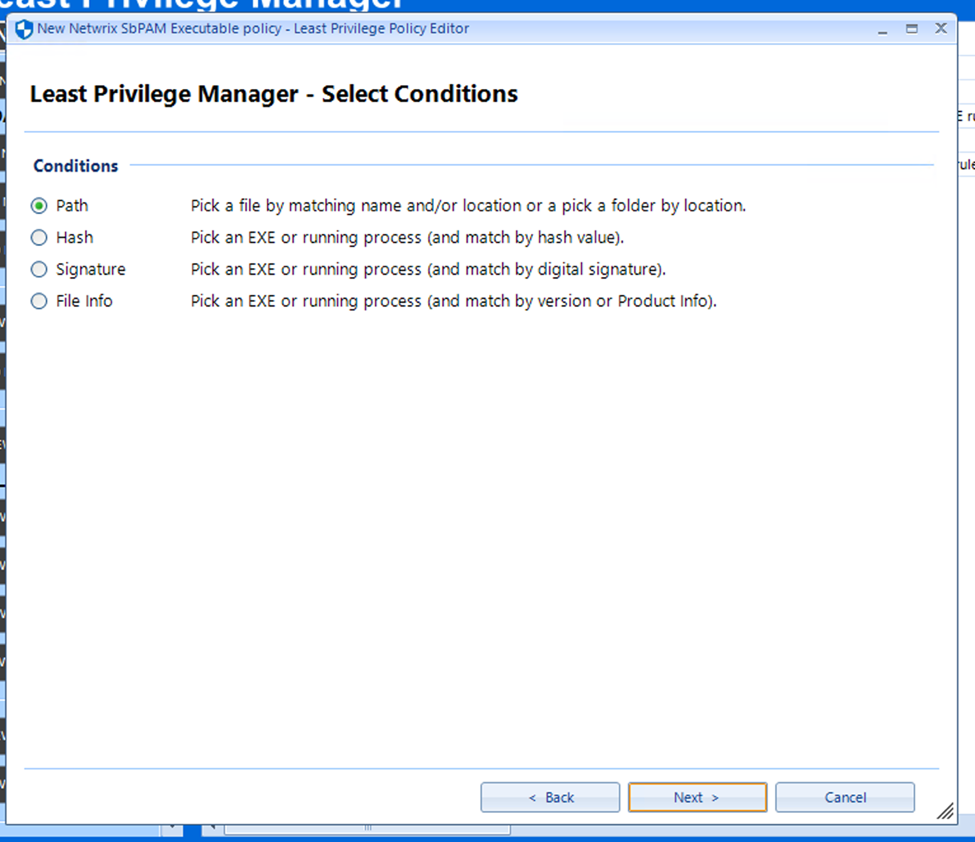 east Privilege Manager
New Netwrix SbPAM Executable policy - Least Privilege Policy Editor
Least Privilege Manager - Select Conditions
Conditions
Path Pick a file by matching name and/or location or a pick a folder by location.
Hash Pick an EXE or running process (and match by hash value).
Signature Pick an EXE or running process (and match by digital signature).
File Info Pick an EXE or running process (and match by version or Product Info).
< Back Next > Cancel